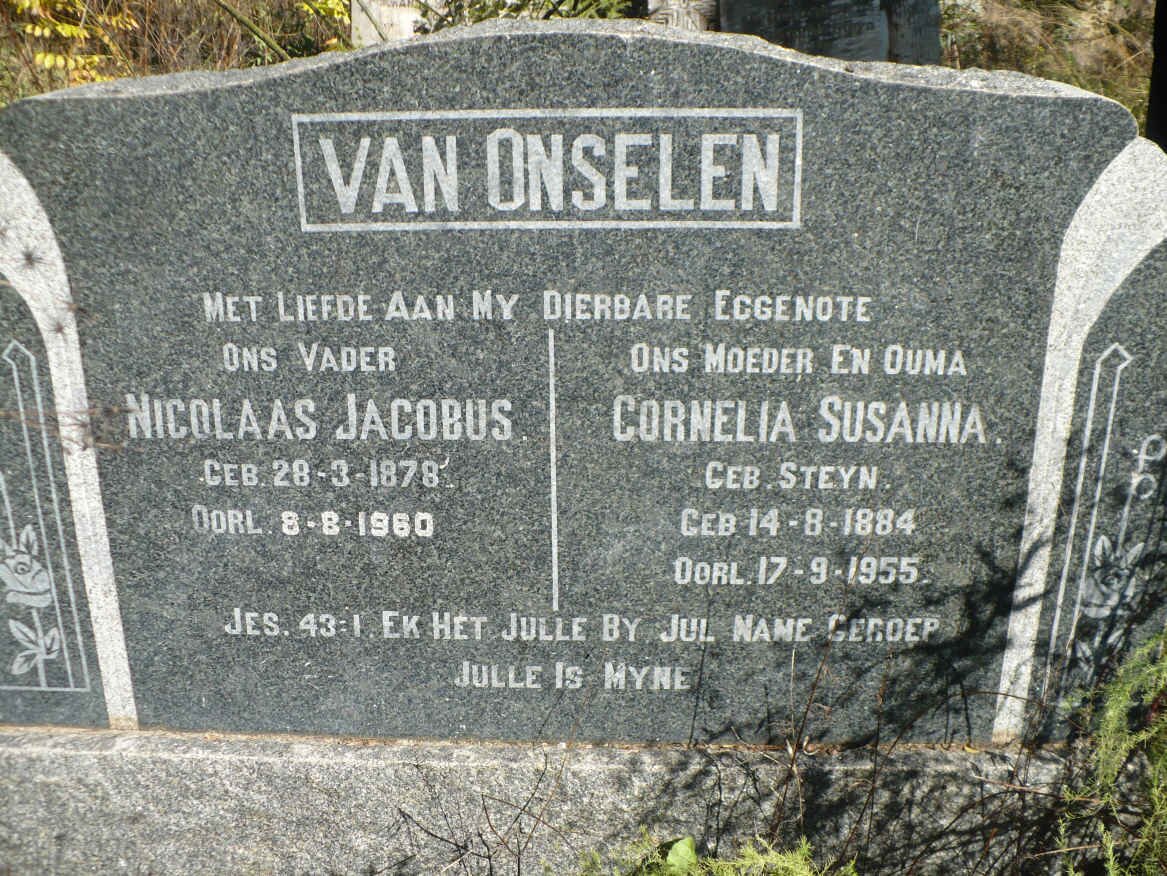 VAN ONSELEN
MET LIEFDE AAN MY DIERBARE EGGENOTE
ONS VADER
NICOLAAS JACOBUS.
GEB 28-3-1878.
OORL. 8-8-1960
ONS MOEDER EN OUMA
CORNELIA SUSANNA.
GEB. STEYN.
GEB 14-8-1884
OORL. 17-9-1955.
JES. 43:1. EK HET JULLE BY JUL NAME GEROEP
JULLE IS MYNE